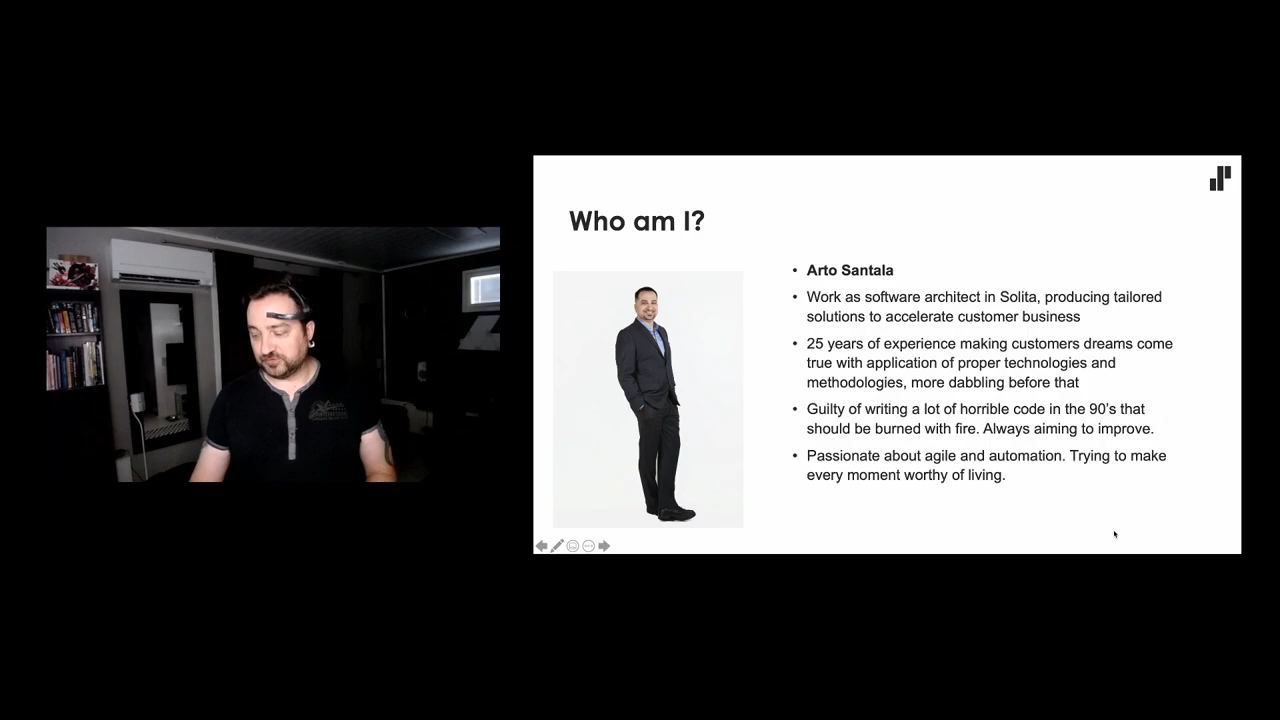 Who am I?
• Arto Santala
• Work as software architect in Solita, producing tailored
solutions to accelerate customer business
• 25 years of experience making customers dreams come
true with application of proper technologies and
methodologies, more dabbling before that
• Guilty of writing a lot of horrible code in the 90's that
should be burned with fire. Always aiming to improve.
• Passionate about agile and automation. Trying to make
every moment worthy of living.